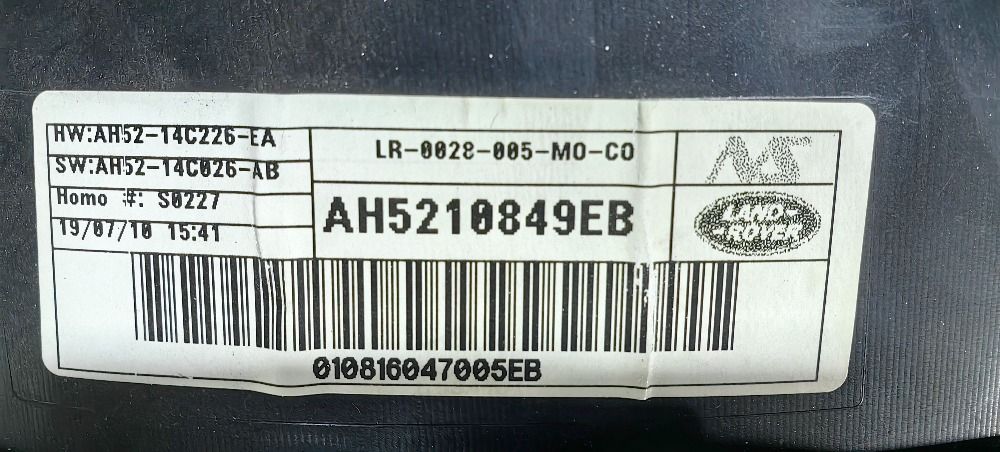 HW:AH52-14C226-EA
SW:AH52-14C026-AB
Homo #: S0227
19/07/10 15:41
LR-0028-005-MO-CO
AH5210849EB
NS
LAND-
-ROVER
010816047005EB